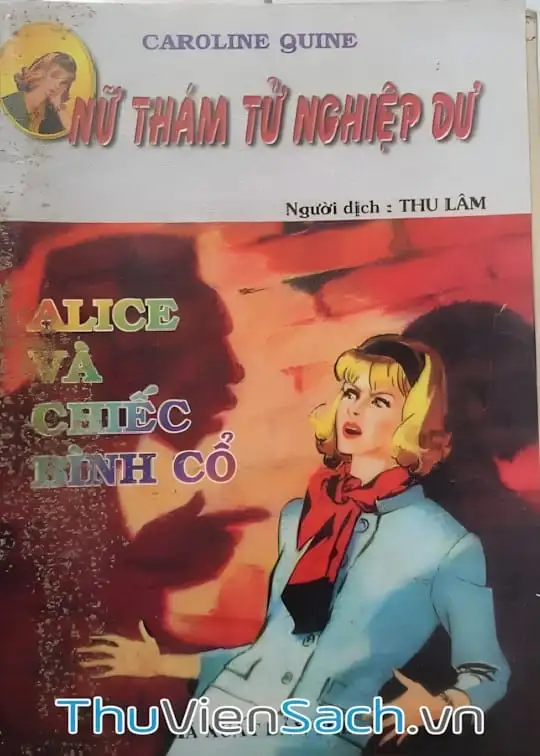 CAROLINE QUINE
NỮ THÁM TỬ NGHIỆP DƯ
Người dịch : THU LÂM
ALICE
VÀ
CHIẾC
BÌNH CỔ
ThuVienSach.vn